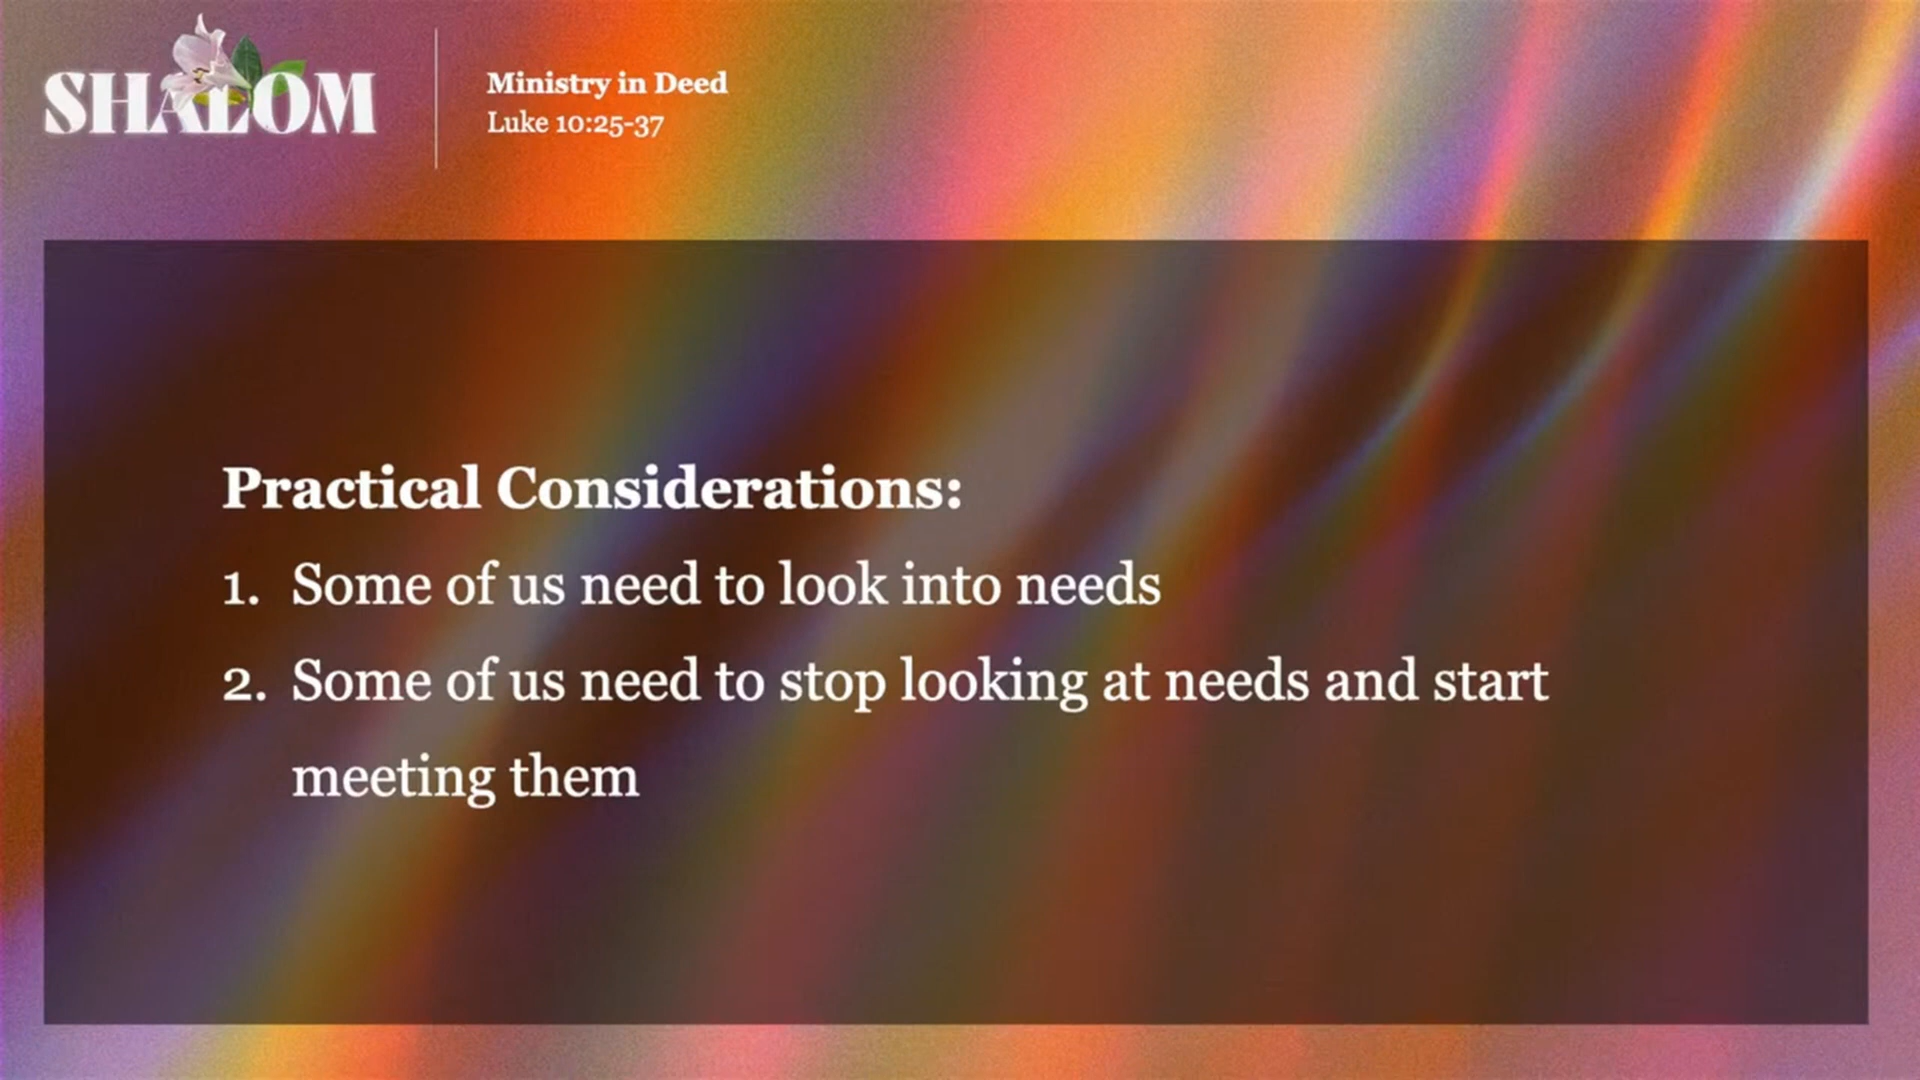 SHALOM
Ministry in Deed
Luke 10:25-37
Practical Considerations:
1. Some of us need to look into needs
2. Some of us need to stop looking at needs and start
meeting them